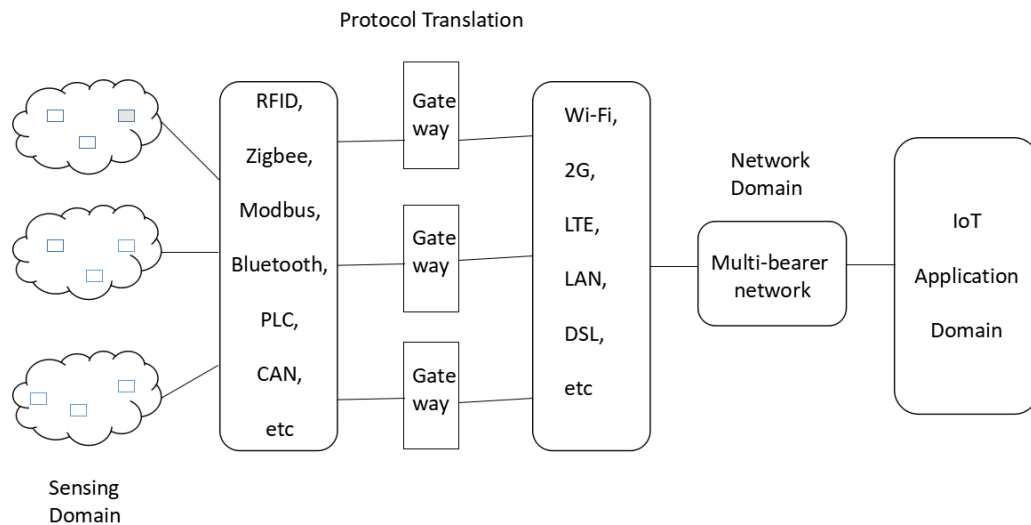 Protocol Translation
RFID,
Zigbee,
Modbus,
Bluetooth,
PLC,
CAN,
etc
Gate
way
Gate
way
Gate
way
Wi-Fi,
2G,
LTE,
LAN,
DSL,
etc
Network
Domain
Multi-bearer
network
IoT
Application
Domain
Sensing
Domain